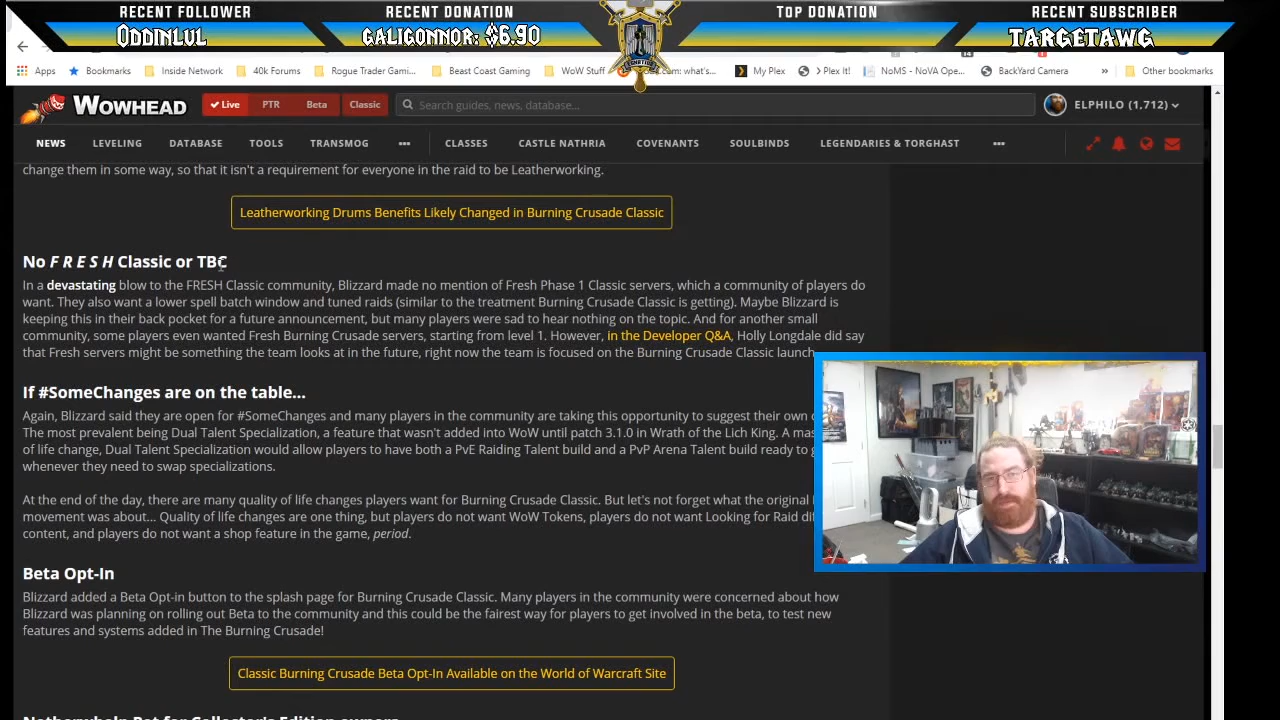 RECENT FOLLOWER
ODDINLUL
RECENT DONATION
GALIGONNOR: $6.90
TOP DONATION
RECENT SUBSCRIBER
TARGETAWG
Apps
Bookmarks
Inside Network
40k Forums
Rogue Trader Gami...
Beast Coast Gaming
WoW Stuff
.com: what's...
My Plex
Plex It!
NoMS - NoVA Ope...
BackYard Camera
»
Other bookmarks
WOWHEAD
Live
PTR
Beta
Classic
Search guides, news, database...
ELPHILO (1,712)
NEWS
LEVELING
DATABASE
TOOLS
TRANSMOG
•••
CLASSES
CASTLE NATHRIA
COVENANTS
SOULBINDS
LEGENDARIES & TORGHAST
•••
change them in some way, so that it isn't a requirement for everyone in the raid to be Leatherworking.
Leatherworking Drums Benefits Likely Changed in Burning Crusade Classic
No F R E S H Classic or TBC
In a devastating blow to the FRESH Classic community, Blizzard made no mention of Fresh Phase 1 Classic servers, which a community of players do
want. They also want a lower spell batch window and tuned raids (similar to the treatment Burning Crusade Classic is getting). Maybe Blizzard is
keeping this in their back pocket for a future announcement, but many players were sad to hear nothing on the topic. And for another small
community, some players even wanted Fresh Burning Crusade servers, starting from level 1. However, in the Developer Q&A, Holly Longdale did say
that Fresh servers might be something the team looks at in the future, right now the team is focused on the Burning Crusade Classic launch
If #SomeChanges are on the table...
Again, Blizzard said they are open for #SomeChanges and many players in the community are taking this opportunity to suggest their own
The most prevalent being Dual Talent Specialization, a feature that wasn't added into WoW until patch 3.1.0 in Wrath of the Lich King. A
of life change, Dual Talent Specialization would allow players to have both a PvE Raiding Talent build and a PvP Arena Talent build ready to
whenever they need to swap specializations.
At the end of the day, there are many quality of life changes players want for Burning Crusade Classic. But let's not forget what the original
movement was about... Quality of life changes are one thing, but players do not want WoW Tokens, players do not want Looking for Raid
content, and players do not want a shop feature in the game, period.
Beta Opt-In
Blizzard added a Beta Opt-in button to the splash page for Burning Crusade Classic. Many players in the community were concerned about how
Blizzard was planning on rolling out Beta to the community and this could be the fairest way for players to get involved in the beta, to test new
features and systems added in The Burning Crusade!
Classic Burning Crusade Beta Opt-In Available on the World of Warcraft Site
Netherwhelp Pet for Collector's Edition owners